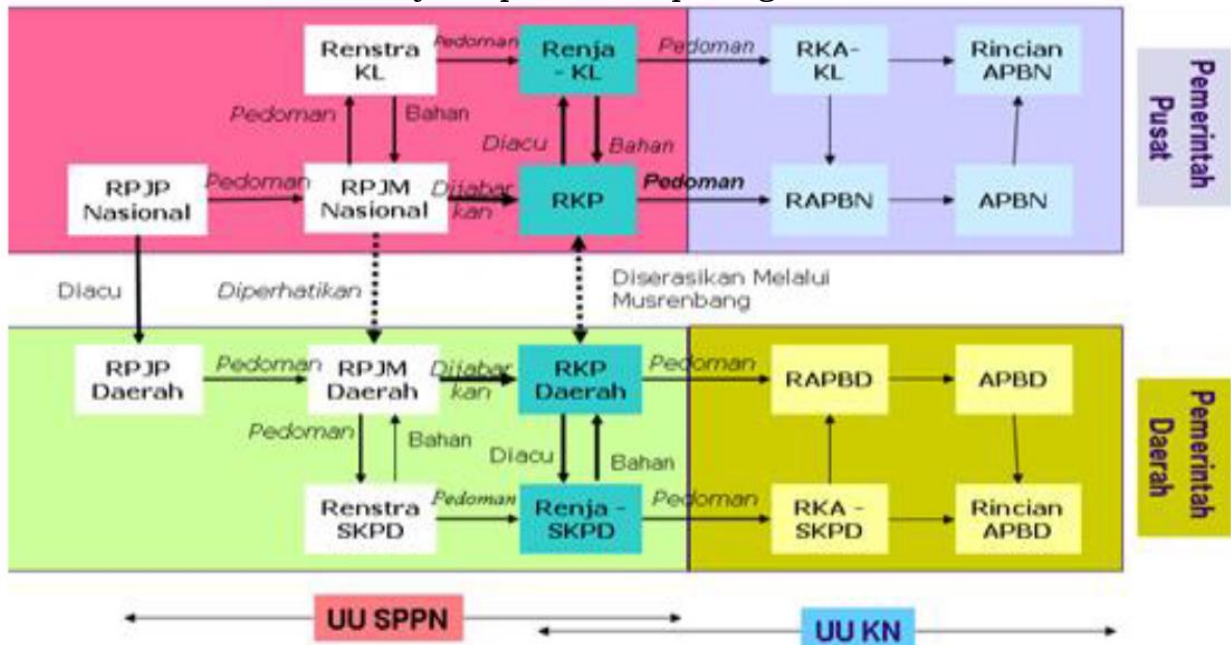 Renstra
KL
Pedoman
Renja
- KL
Pedoman
RKA-
KL
Rincian
APBN
Pedoman
Bahan
Diacu
Bahan
RPJP
Nasional
Pedoman
RPJM
Nasional
Dijabar
kan
RKP
Pedoman
RAPBN
APBN
Pemerintah
Pusat
Diacu
Diperhatikan
Diserasikan Melalui
Musrenbang
RPJP
Daerah
Pedoman
RPJM
Daerah
Dijabar
kan
RKP
Daerah
Pedoman
RAPBD
APBD
Pedoman
Bahan
Diacu
Bahan
Renstra
SKPD
Pedoman
Renja -
SKPD
Pedoman
RKA -
SKPD
Rincian
APBD
Pemerintah
Daerah
UU SPPN
UU KN